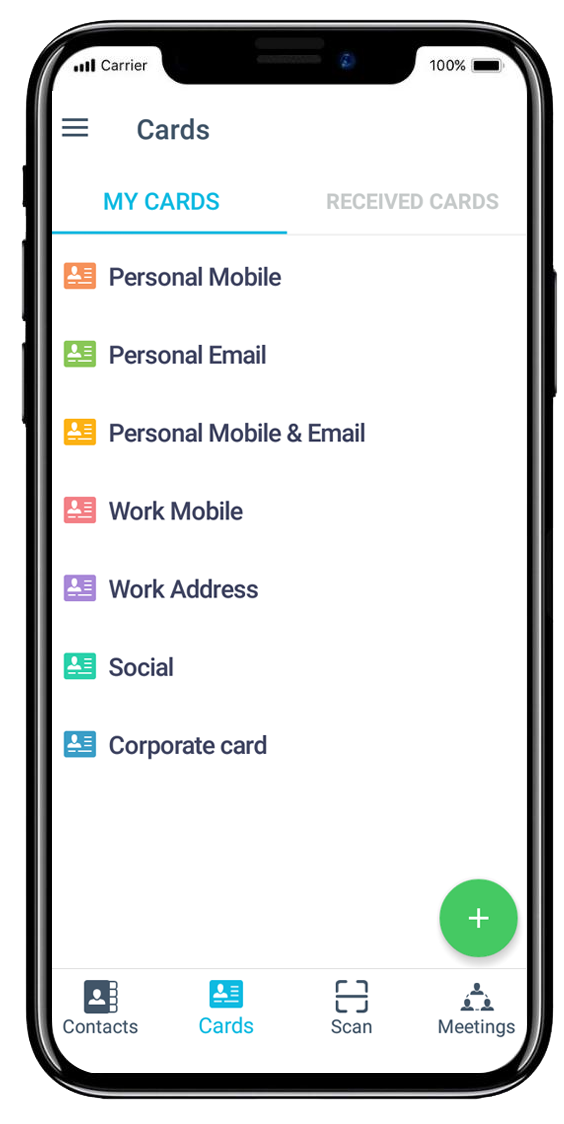 Carrier 100%
Cards
MY CARDS RECEIVED CARDS
Personal Mobile
Personal Email
Personal Mobile & Email
Work Mobile
Work Address
Social
Corporate card
+
Contacts Cards Scan Meetings